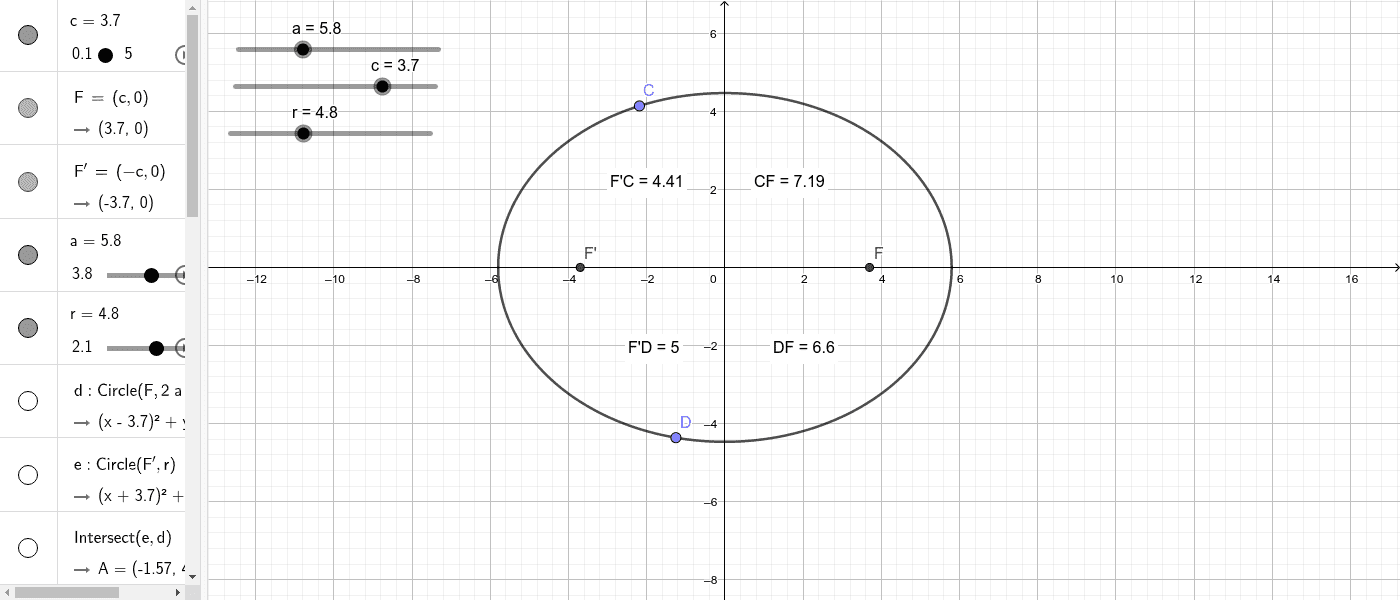 c = 3.7
0.1 5
F = (c, 0)
→ (3.7, 0)
F′ = (−c, 0)
→ (-3.7, 0)
a = 5.8
3.8
r = 4.8
2.1
d : Circle(F, 2 a
→ (x - 3.7)² +
e : Circle(F′, r)
→ (x + 3.7)² +
Intersect(e, d)
→ A = (-1.57,
a = 5.8
c = 3.7
r = 4.8
C
F'C = 4.41
CF = 7.19
F'
F
F'D = 5
DF = 6.6
D
–12 –10 –8 –6 –4 –2 0 2 4 6 8 10 12 14 16
6
4
2
–2
–4
–6
–8